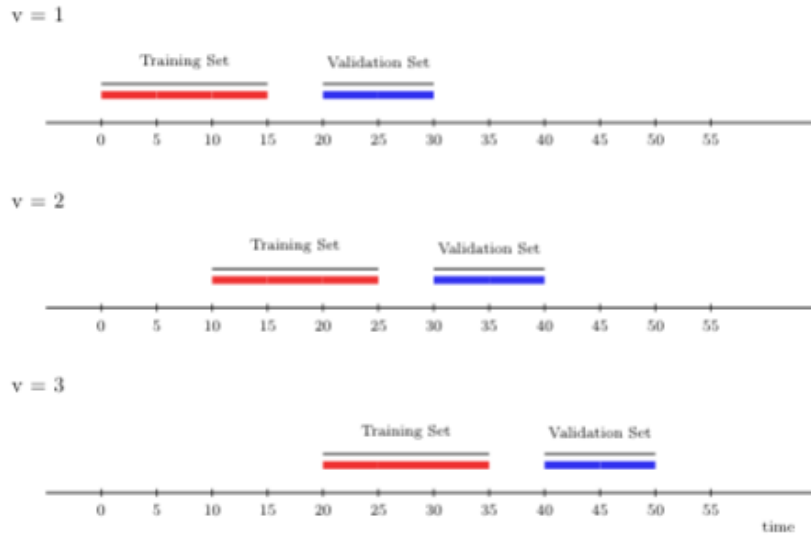 v = 1
Training Set Validation Set
0 5 10 15 20 25 30 35 40 45 50 55
v = 2
Training Set Validation Set
0 5 10 15 20 25 30 35 40 45 50 55
v = 3
Training Set Validation Set
0 5 10 15 20 25 30 35 40 45 50 55
time